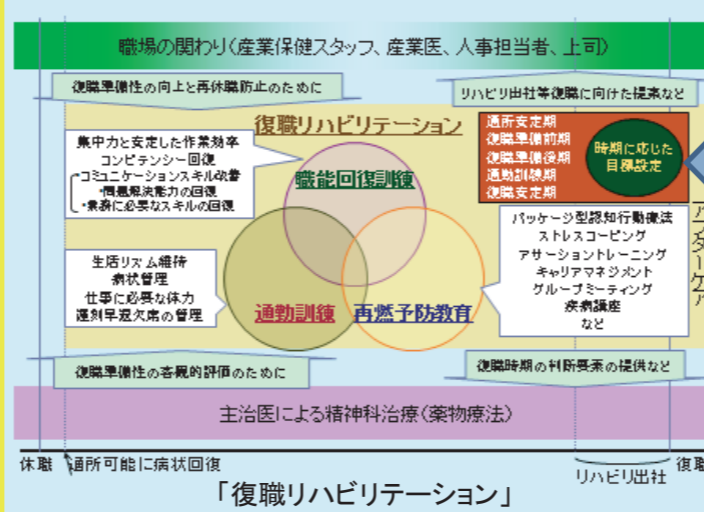 職場の関わり(産業保健スタッフ、産業医、人事担当者、上司)
復職準備性の向上と再休職防止のために
リハビリ出社等復職に向けた提案など
復職リハビリテーション
集中力と安定した作業効率
コンピテンシー回復
コミュニケーションスキル改善
・問題解決能力の回復
・業務に必要なスキルの回復
職能回復訓練
通所安定期
復職準備前期
復職準備後期
通勤訓練期
復職安定期
時期に応じた
目標設定
パッケージ型認知行動療法
ストレスコーピング
アサーショントレーニング
キャリアマネジメント
グループミーティング
疾病講座
など
生活リズム維持
病状管理
仕事に必要な体力
遅刻早退欠席の管理
通勤訓練
再燃予防教育
復職準備性の客観的評価のために
復職時期の判断要素の提供など
主治医による精神科治療(薬物療法)
休職
通所可能に病状回復
リハビリ出社
復職
「復職リハビリテーション」